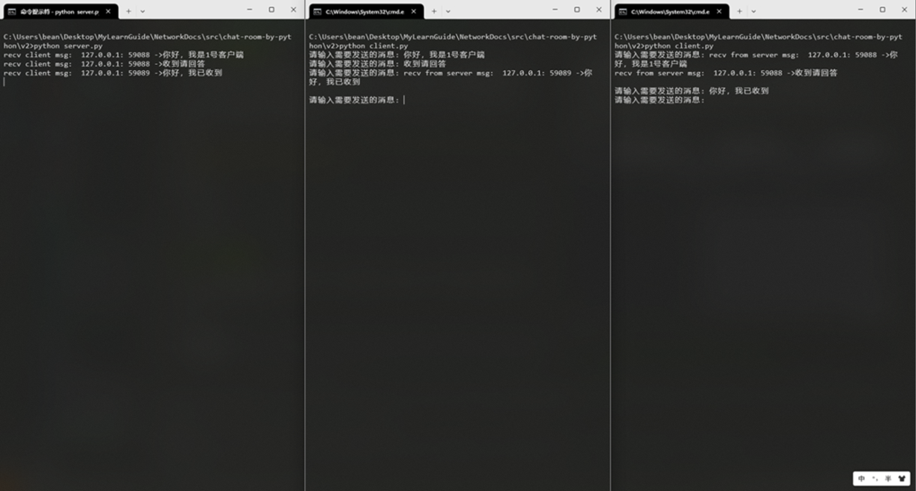 命令提示符 - python server.p
C:\Users\bean\Desktop\MyLearnGuide\NetworkDocs\src\chat-room-by-pyt
hon\v2>python server.py
recv client msg: 127.0.0.1: 59088 ->你好，我是1号客户端
recv client msg: 127.0.0.1: 59088 ->收到请回答
recv client msg: 127.0.0.1: 59089 ->你好，我已收到
C:\Windows\System32\cmd.e
C:\Users\bean\Desktop\MyLearnGuide\NetworkDocs\src\chat-room-by-pyt
hon\v2>python client.py
请输入需要发送的消息：你好，我是1号客户端
请输入需要发送的消息：收到请回答
请输入需要发送的消息：recv from server msg: 127.0.0.1: 59089 ->你
好，我已收到
请输入需要发送的消息：
C:\Windows\System32\cmd.e
C:\Users\bean\Desktop\MyLearnGuide\NetworkDocs\src\chat-room-by-pyt
hon\v2>python client.py
请输入需要发送的消息：recv from server msg: 127.0.0.1: 59088 ->你
好，我是1号客户端
recv from server msg: 127.0.0.1: 59088 ->收到请回答
请输入需要发送的消息：你好，我已收到
请输入需要发送的消息：
中 °, 半